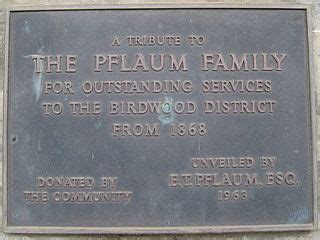 A TRIBUTE TO
THE PFLAUM FAMILY
FOR OUTSTANDING SERVICES
TO THE BIRDWOOD DISTRICT
FROM 1868
DONATED BY
THE COMMUNITY
UNVEILED BY
E.T. PFLAUM, ESQ.
1963